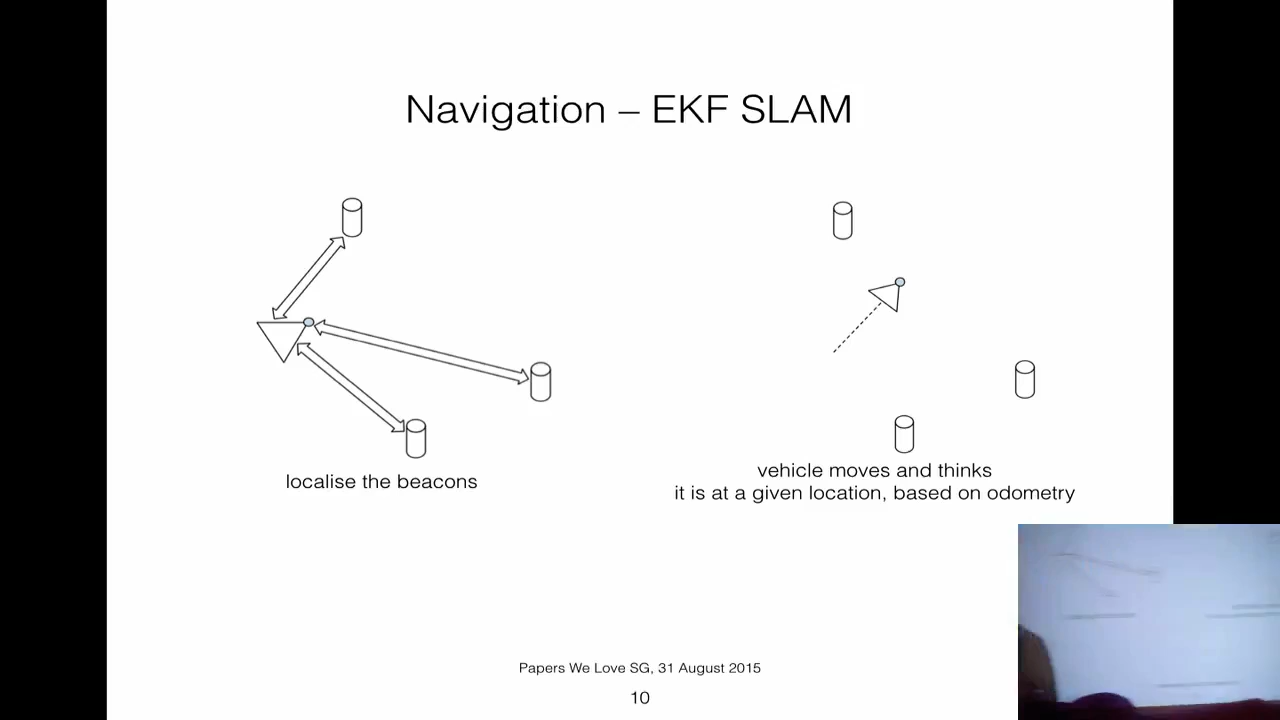 Navigation – EKF SLAM
localise the beacons
vehicle moves and thinks
it is at a given location, based on odometry
Papers We Love SG, 31 August 2015
10